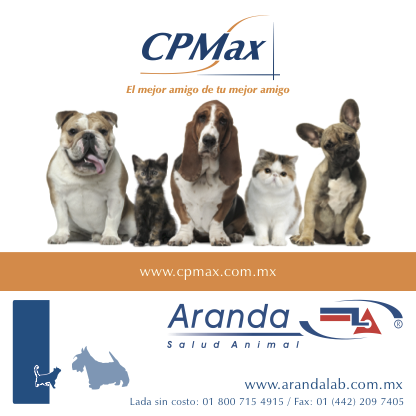 CPMax
El mejor amigo de tu mejor amigo
www.cpmax.com.mx
Aranda ®
Salud Animal
www.arandalab.com.mx
Lada sin costo: 01 800 715 4915 / Fax: 01 (442) 209 7405